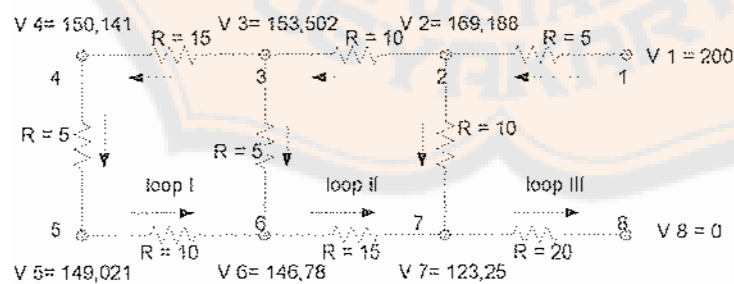 V 4= 150,141 V 3= 153,502 V 2= 169,188
R = 15 R = 10 R = 5
V 1 = 200
4 3 2 1
R = 5 R = 5 R = 10
loop I loop II loop III
5 6 7 8 V 8 = 0
R = 10 R = 15 R = 20
V 5= 149,021 V 6= 146,78 V 7= 123,25